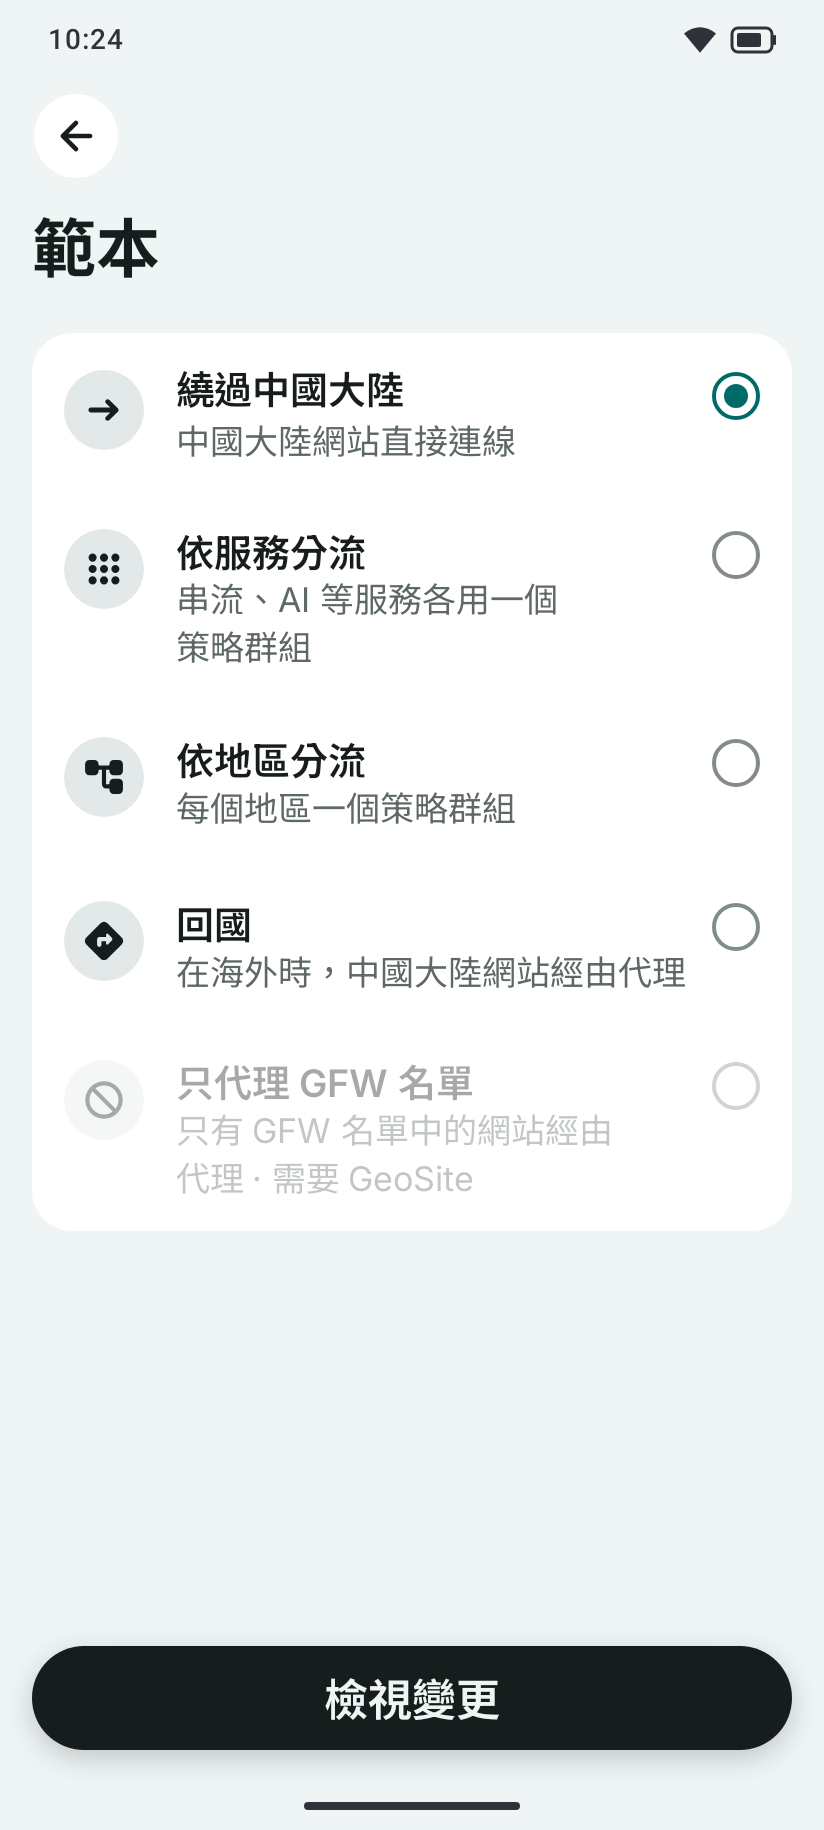 10:24
範本
繞過中國大陸
中國大陸網站直接連線
依服務分流
串流、AI 等服務各用一個
策略群組
依地區分流
每個地區一個策略群組
回國
在海外時，中國大陸網站經由代理
只代理 GFW 名單
只有 GFW 名單中的網站經由
代理 · 需要 GeoSite
檢視變更